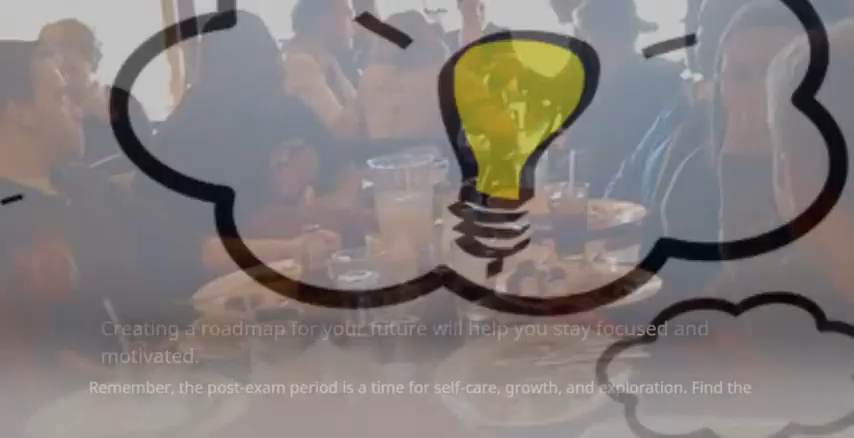 Creating a roadmap for your future will help you stay focused and
motivated.
Remember, the post-exam period is a time for self-care, growth, and exploration. Find the